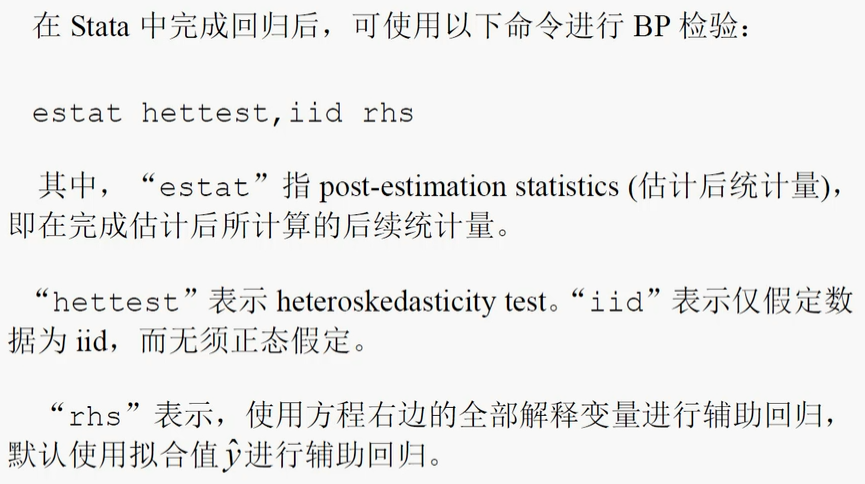 在 Stata 中完成回归后，可使用以下命令进行 BP 检验：
estat hettest,iid rhs
其中，“estat”指 post-estimation statistics (估计后统计量)，
即在完成估计后所计算的后续统计量。
“hettest”表示 heteroskedasticity test。“iid”表示仅假定数
据为 iid，而无须正态假定。
“rhs”表示，使用方程右边的全部解释变量进行辅助回归，
默认使用拟合值ŷ进行辅助回归。